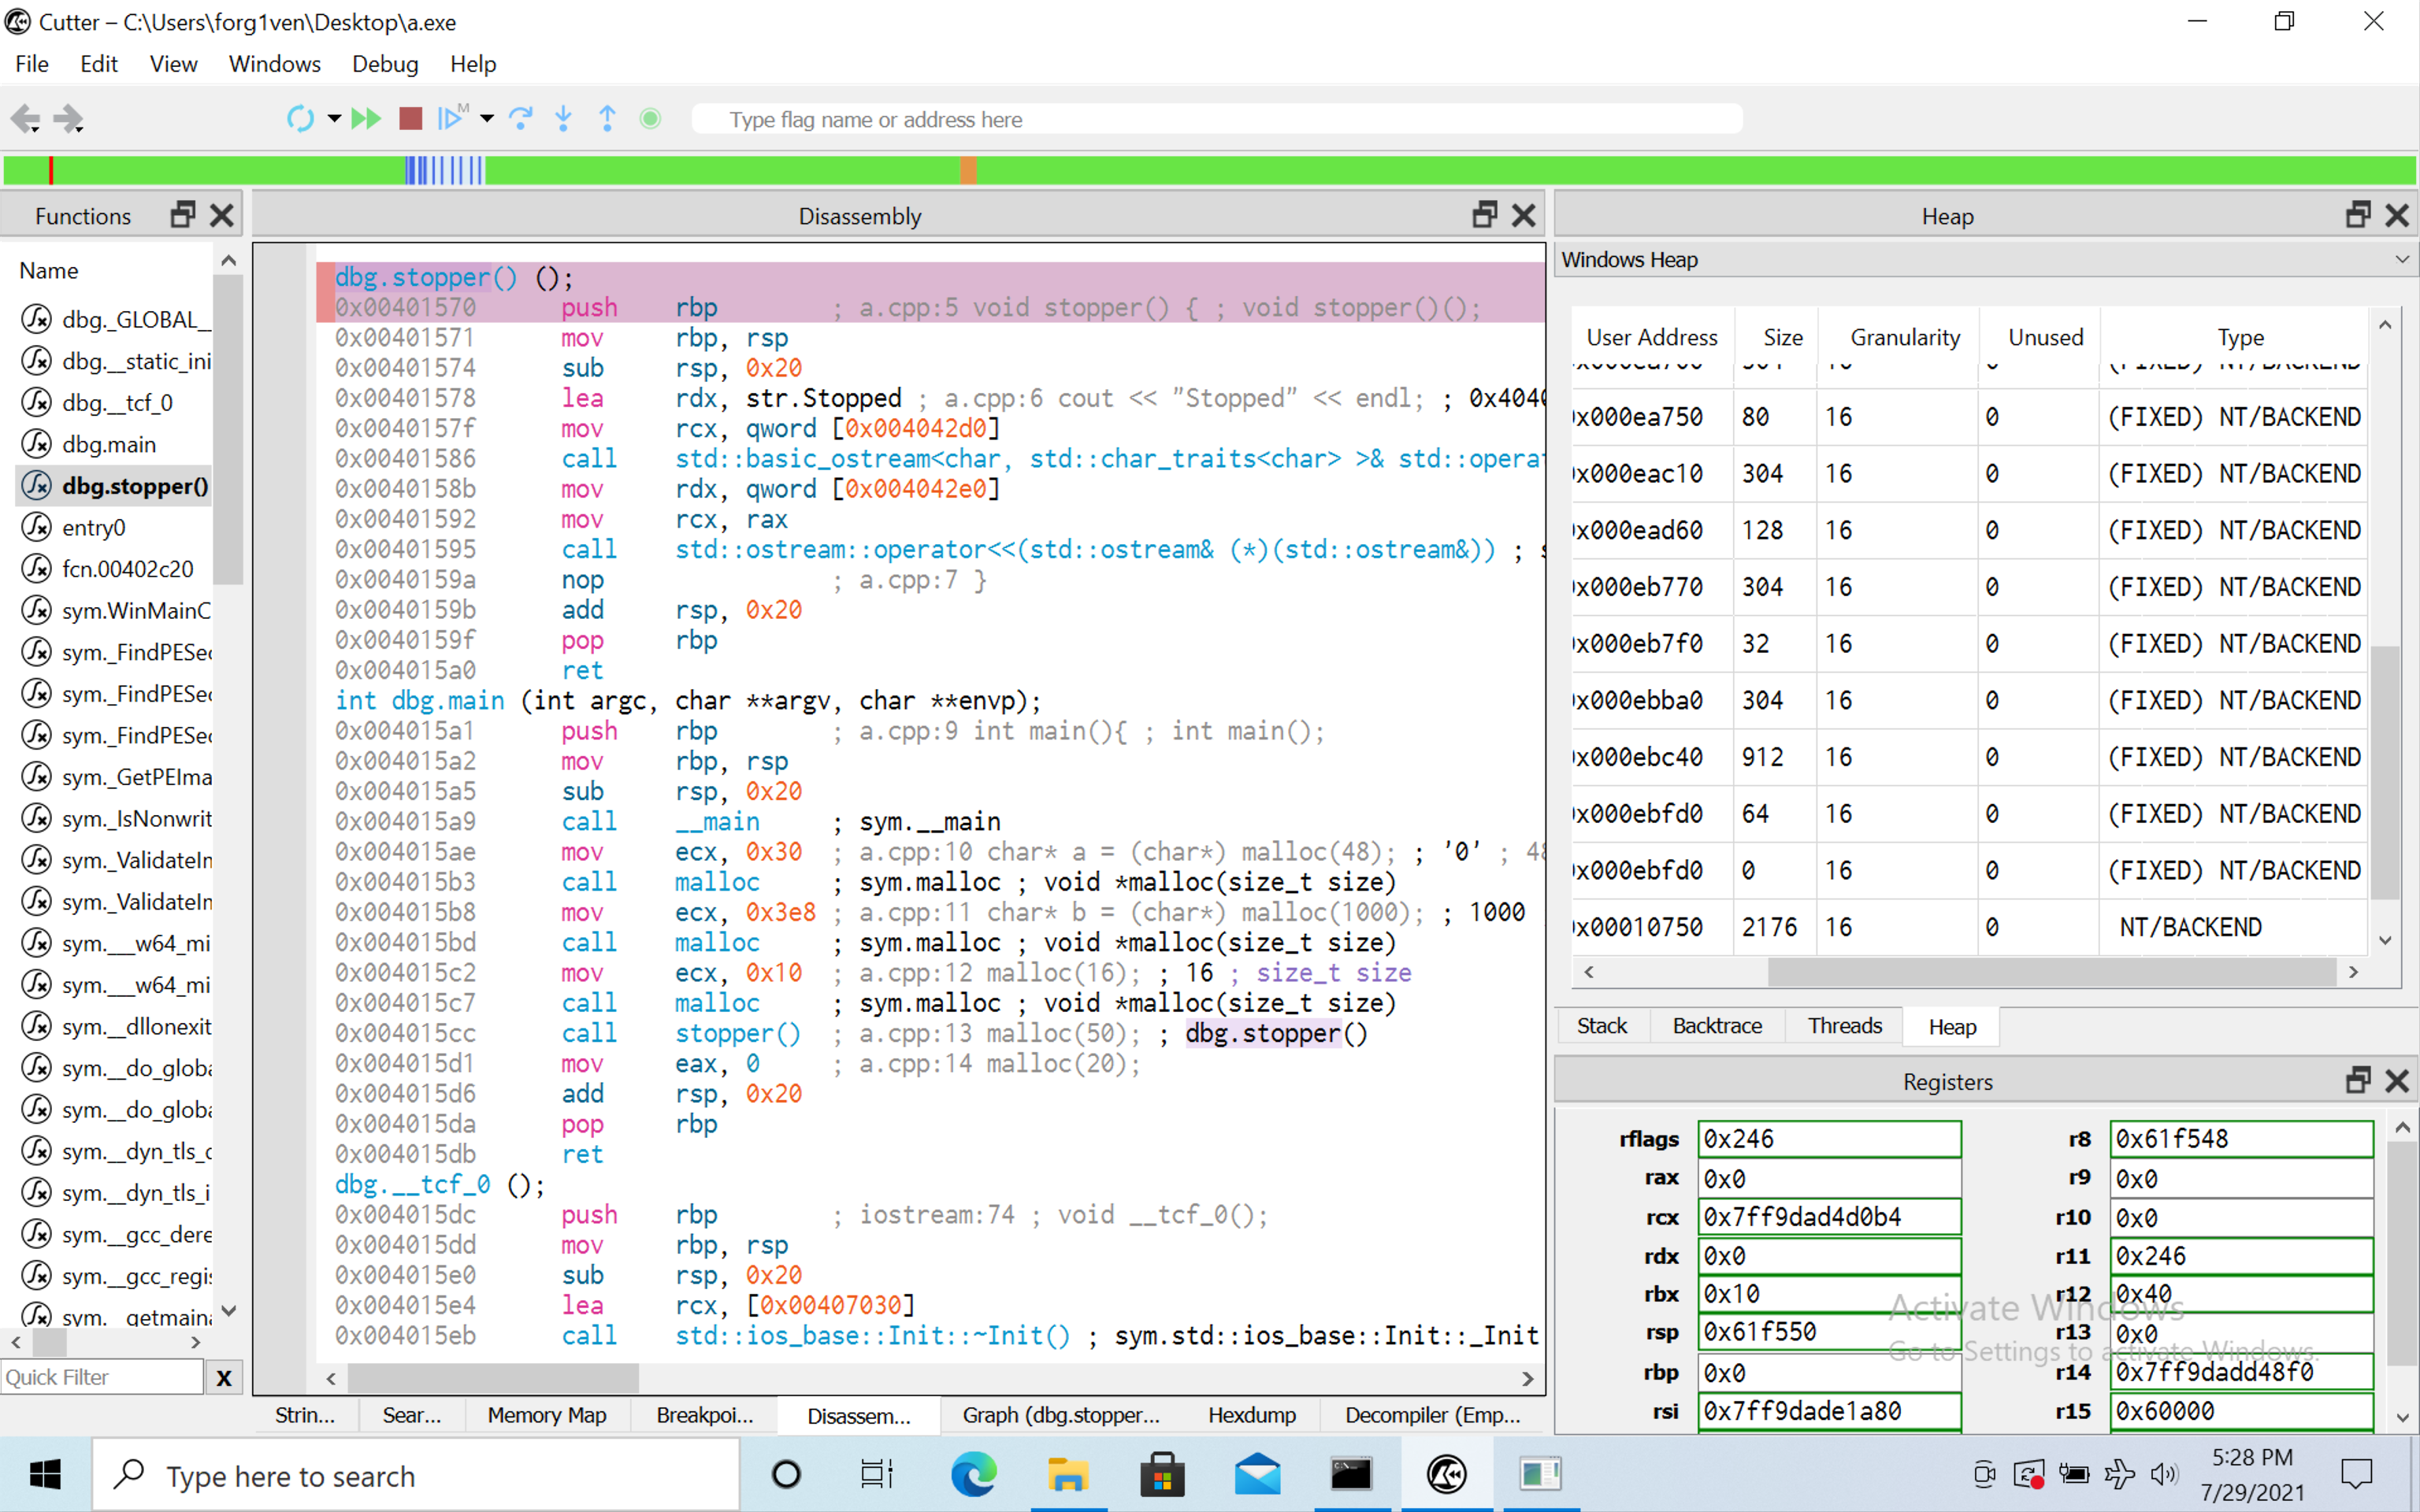 Cutter – C:\Users\forg1ven\Desktop\a.exe
File Edit View Windows Debug Help
M
Type flag name or address here
Functions
Name
dbg._GLOBAL__
dbg.__static_ini
dbg.__tcf_0
dbg.main
dbg.stopper()
entry0
fcn.00402c20
sym.WinMainC
sym._FindPESec
sym._FindPESec
sym._FindPESec
sym._GetPEIma
sym._IsNonwrit
sym._ValidateIn
sym._ValidateIn
sym.___w64_mi
sym.___w64_mi
sym.__dllonexit
sym.__do_globa
sym.__do_globa
sym.__dyn_tls_c
sym.__dyn_tls_i
sym.__gcc_dere
sym.__gcc_regis
sym.__getmaina
Quick Filter X
Disassembly
dbg.stopper() ();
0x00401570 push rbp ; a.cpp:5 void stopper() { ; void stopper()();
0x00401571 mov rbp, rsp
0x00401574 sub rsp, 0x20
0x00401578 lea rdx, str.Stopped ; a.cpp:6 cout << "Stopped" << endl; ; 0x4040
0x0040157f mov rcx, qword [0x004042d0]
0x00401586 call std::basic_ostream<char, std::char_traits<char> >& std::operat
0x0040158b mov rdx, qword [0x004042e0]
0x00401592 mov rcx, rax
0x00401595 call std::ostream::operator<<(std::ostream& (*)(std::ostream&)) ; s
0x0040159a nop ; a.cpp:7 }
0x0040159b add rsp, 0x20
0x0040159f pop rbp
0x004015a0 ret
int dbg.main (int argc, char **argv, char **envp);
0x004015a1 push rbp ; a.cpp:9 int main(){ ; int main();
0x004015a2 mov rbp, rsp
0x004015a5 sub rsp, 0x20
0x004015a9 call __main ; sym.__main
0x004015ae mov ecx, 0x30 ; a.cpp:10 char* a = (char*) malloc(48); ; '0' ; 48
0x004015b3 call malloc ; sym.malloc ; void *malloc(size_t size)
0x004015b8 mov ecx, 0x3e8 ; a.cpp:11 char* b = (char*) malloc(1000); ; 1000
0x004015bd call malloc ; sym.malloc ; void *malloc(size_t size)
0x004015c2 mov ecx, 0x10 ; a.cpp:12 malloc(16); ; 16 ; size_t size
0x004015c7 call malloc ; sym.malloc ; void *malloc(size_t size)
0x004015cc call stopper() ; a.cpp:13 malloc(50); ; dbg.stopper()
0x004015d1 mov eax, 0 ; a.cpp:14 malloc(20);
0x004015d6 add rsp, 0x20
0x004015da pop rbp
0x004015db ret
dbg.__tcf_0 ();
0x004015dc push rbp ; iostream:74 ; void __tcf_0();
0x004015dd mov rbp, rsp
0x004015e0 sub rsp, 0x20
0x004015e4 lea rcx, [0x00407030]
0x004015eb call std::ios_base::Init::~Init() ; sym.std::ios_base::Init::_Init
Strin... Sear... Memory Map Breakpoi... Disassem... Graph (dbg.stopper... Hexdump Decompiler (Emp...
Heap
Windows Heap
User Address Size Granularity Unused Type
x000ea700 304 16 0 (FIXED) NT/BACKEND
x000ea750 80 16 0 (FIXED) NT/BACKEND
x000eac10 304 16 0 (FIXED) NT/BACKEND
x000ead60 128 16 0 (FIXED) NT/BACKEND
x000eb770 304 16 0 (FIXED) NT/BACKEND
x000eb7f0 32 16 0 (FIXED) NT/BACKEND
x000ebba0 304 16 0 (FIXED) NT/BACKEND
x000ebc40 912 16 0 (FIXED) NT/BACKEND
x000ebfd0 64 16 0 (FIXED) NT/BACKEND
x000ebfd0 0 16 0 (FIXED) NT/BACKEND
x00010750 2176 16 0 NT/BACKEND
Stack Backtrace Threads Heap
Registers
rflags 0x246 r8 0x61f548
rax 0x0 r9 0x0
rcx 0x7ff9dad4d0b4 r10 0x0
rdx 0x0 r11 0x246
rbx 0x10 r12 0x40
rsp 0x61f550 r13 0x0
rbp 0x0 r14 0x7ff9dadd48f0
rsi 0x7ff9dade1a80 r15 0x60000
Activate Windows
Go to Settings to activate Windows.
Type here to search
C:\_
5:28 PM
7/29/2021